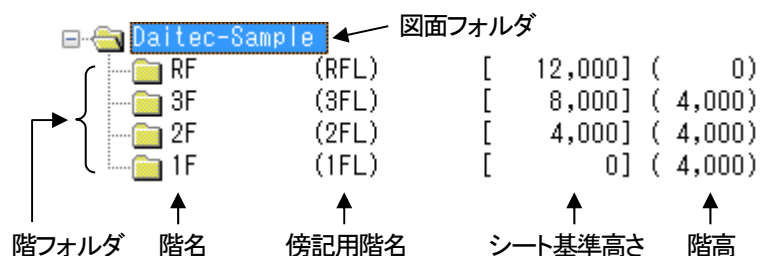 Daitec-Sample 図面フォルダ
RF (RFL) [ 12,000] ( 0)
3F (3FL) [ 8,000] ( 4,000)
2F (2FL) [ 4,000] ( 4,000)
1F (1FL) [ 0] ( 4,000)
階フォルダ 階名 傍記用階名 シート基準高さ 階高